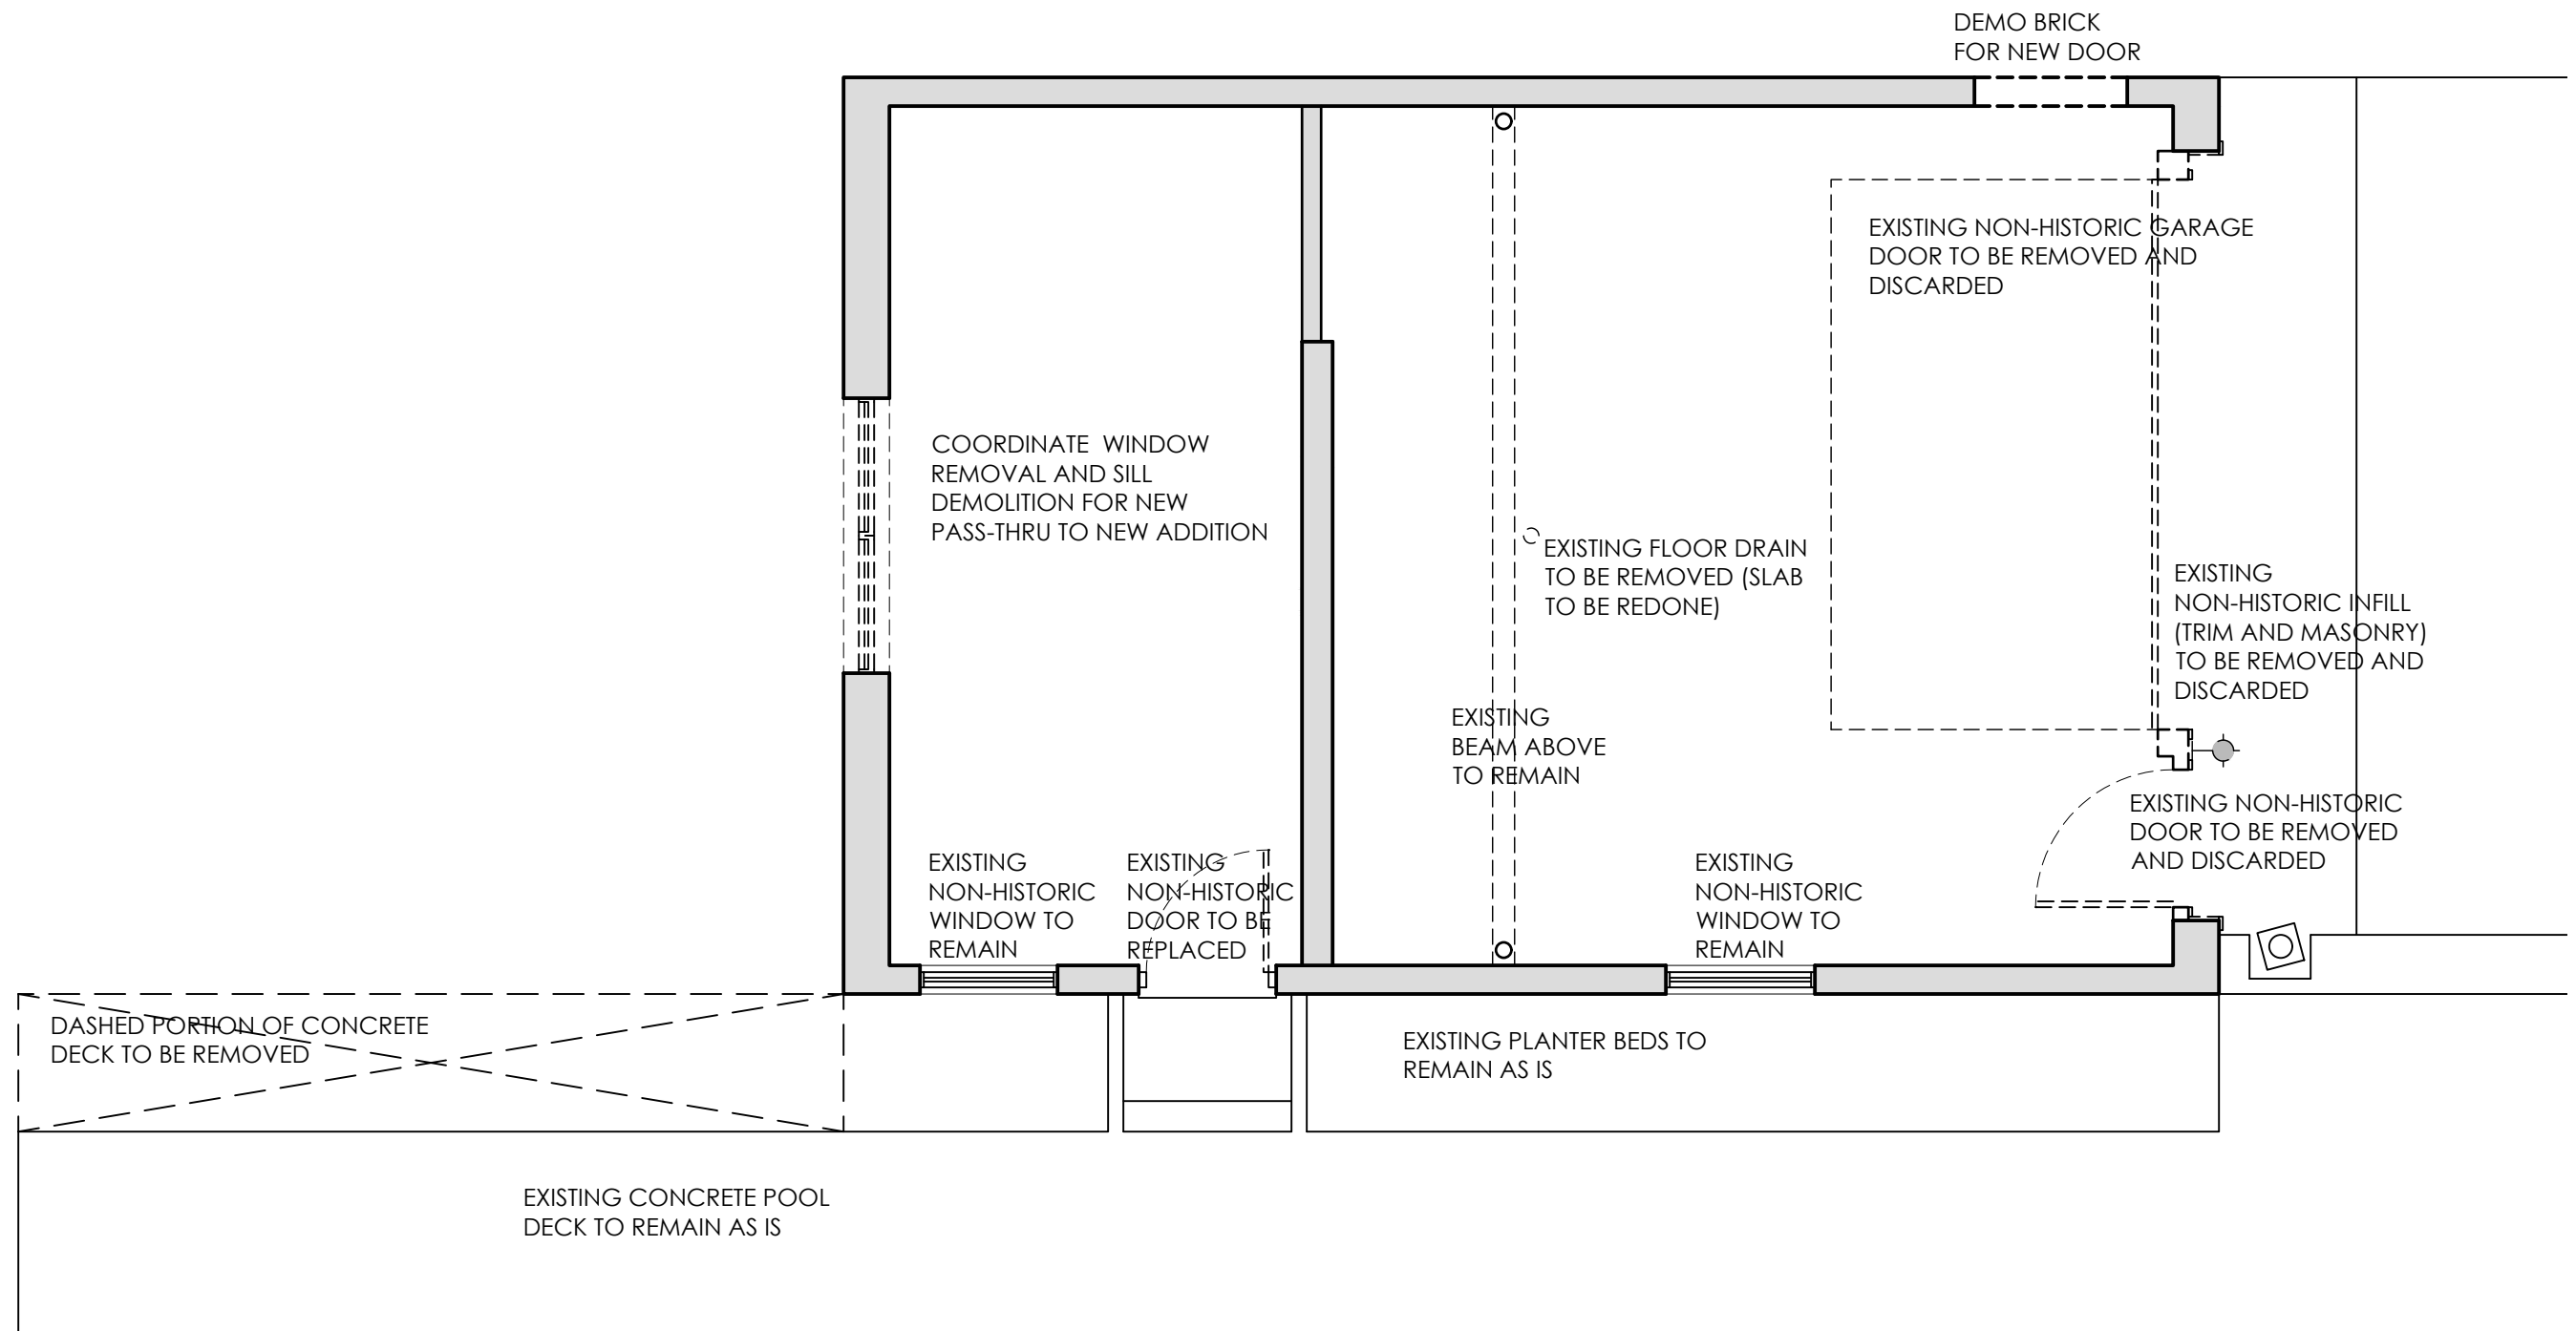 DEMO BRICK
FOR NEW DOOR
EXISTING NON-HISTORIC GARAGE
DOOR TO BE REMOVED AND
DISCARDED
COORDINATE WINDOW
REMOVAL AND SILL
DEMOLITION FOR NEW
PASS-THRU TO NEW ADDITION
EXISTING FLOOR DRAIN
TO BE REMOVED (SLAB
TO BE REDONE)
EXISTING
NON-HISTORIC INFILL
(TRIM AND MASONRY)
TO BE REMOVED AND
DISCARDED
EXISTING
BEAM ABOVE
TO REMAIN
EXISTING NON-HISTORIC
DOOR TO BE REMOVED
AND DISCARDED
EXISTING
NON-HISTORIC
WINDOW TO
REMAIN
EXISTING
NON-HISTORIC
DOOR TO BE
REPLACED
EXISTING
NON-HISTORIC
WINDOW TO
REMAIN
DASHED PORTION OF CONCRETE
DECK TO BE REMOVED
EXISTING PLANTER BEDS TO
REMAIN AS IS
EXISTING CONCRETE POOL
DECK TO REMAIN AS IS